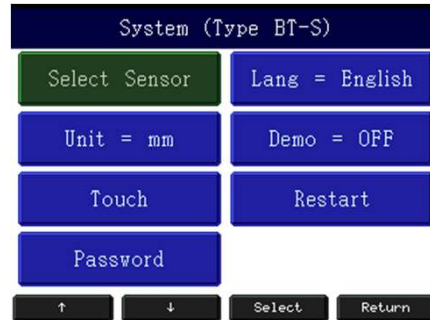 System (Type BT-S)
Select Sensor
Lang = English
Unit = mm
Demo = OFF
Touch
Restart
Password
↑ ↓ Select Return